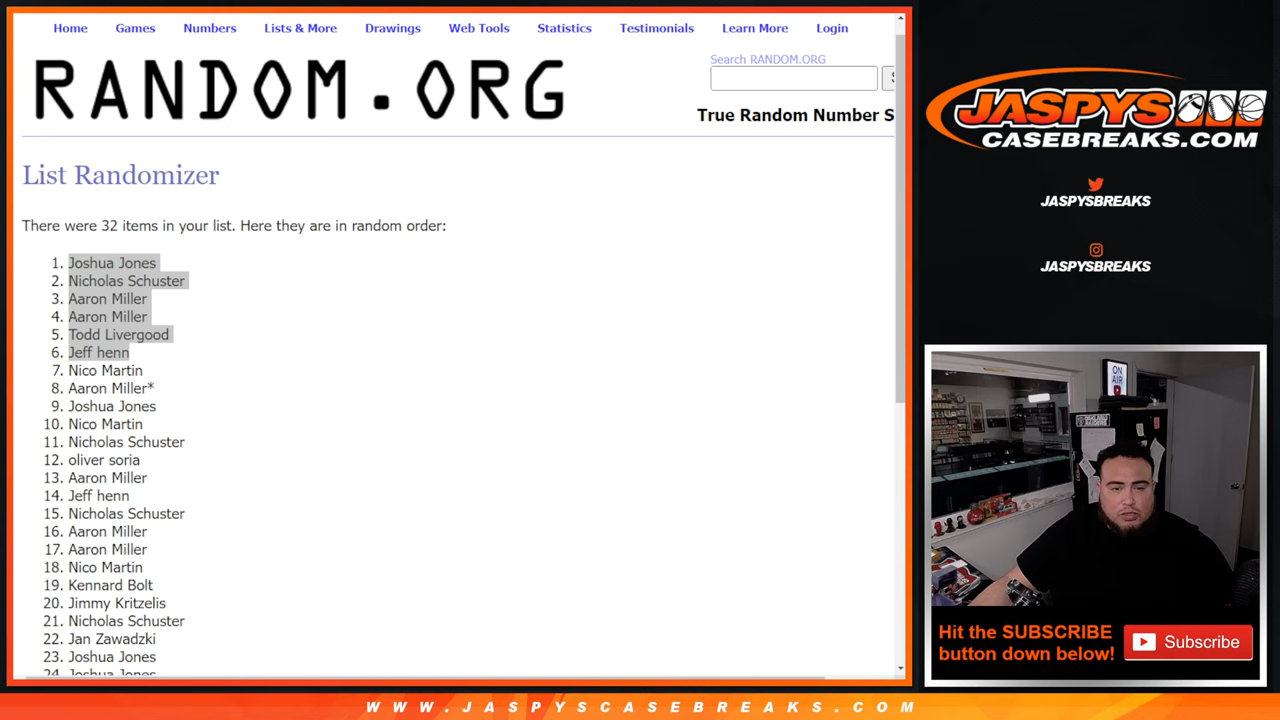 Home Games Numbers Lists & More Drawings Web Tools Statistics Testimonials Learn More Login
RANDOM.ORG
Search RANDOM.ORG
True Random Number S
List Randomizer
There were 32 items in your list. Here they are in random order:
1. Joshua Jones
2. Nicholas Schuster
3. Aaron Miller
4. Aaron Miller
5. Todd Livergood
6. Jeff henn
7. Nico Martin
8. Aaron Miller*
9. Joshua Jones
10. Nico Martin
11. Nicholas Schuster
12. oliver soria
13. Aaron Miller
14. Jeff henn
15. Nicholas Schuster
16. Aaron Miller
17. Aaron Miller
18. Nico Martin
19. Kennard Bolt
20. Jimmy Kritzelis
21. Nicholas Schuster
22. Jan Zawadzki
23. Joshua Jones
24. Joshua Jones
JASPYS
CASEBREAKS.COM
JASPYSBREAKS
JASPYSBREAKS
ON
AIR
Hit the SUBSCRIBE
button down below!
Subscribe
WWW.JASPYSCASEBREAKS.COM